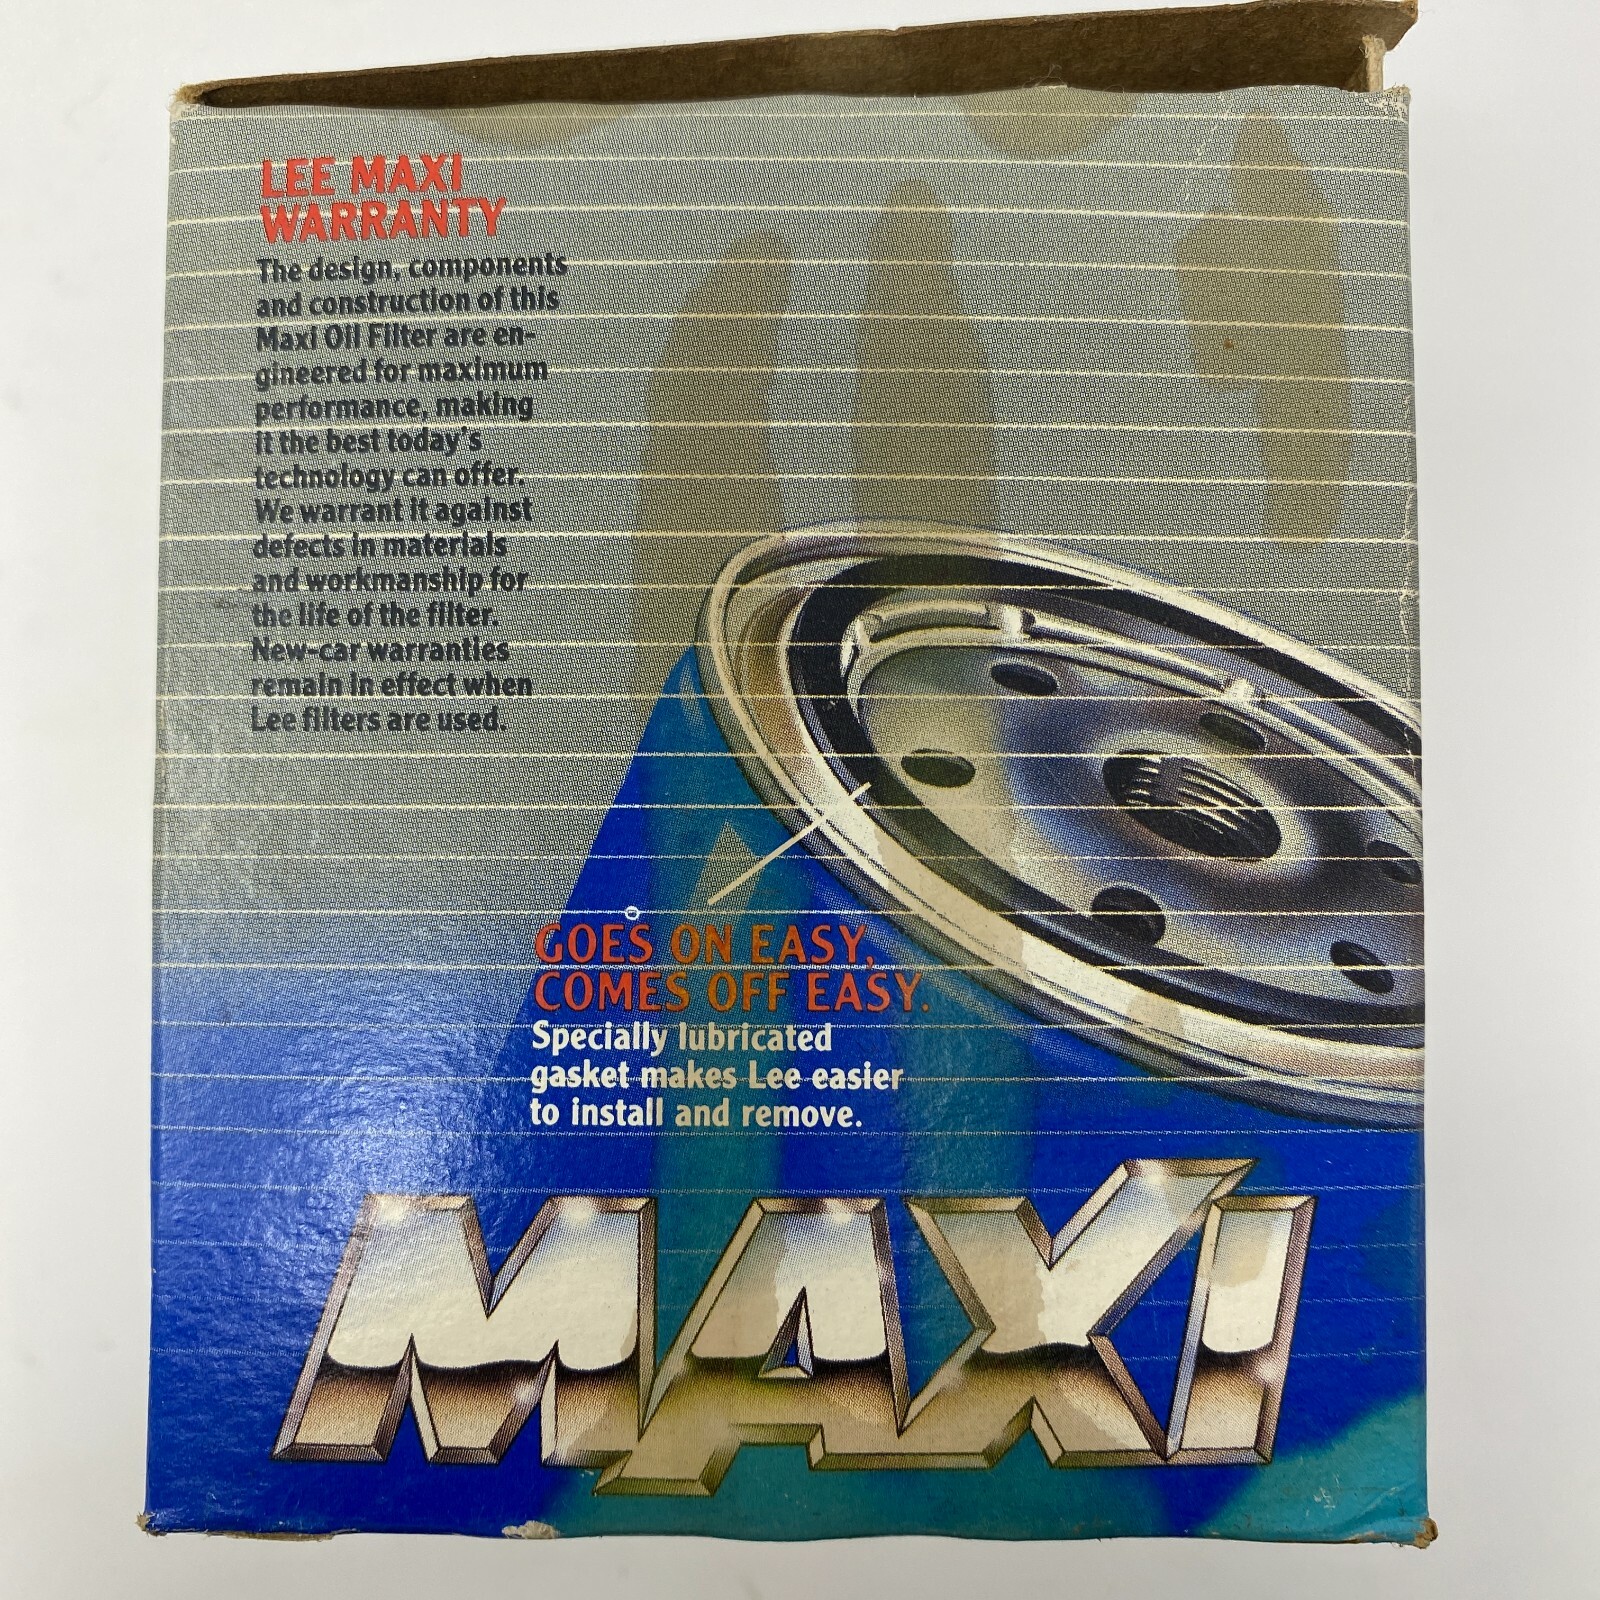 LEE MAXI
WARRANTY
The design, components
and construction of this
Maxi Oil Filter are en-
gineered for maximum
performance, making
it the best today's
technology can offer.
We warrant it against
defects in materials
and workmanship for
the life of the filter.
New-car warranties
remain in effect when
Lee filters are used.
GOES ON EASY,
COMES OFF EASY.
Specially lubricated
gasket makes Lee easier
to install and remove.
MAXI